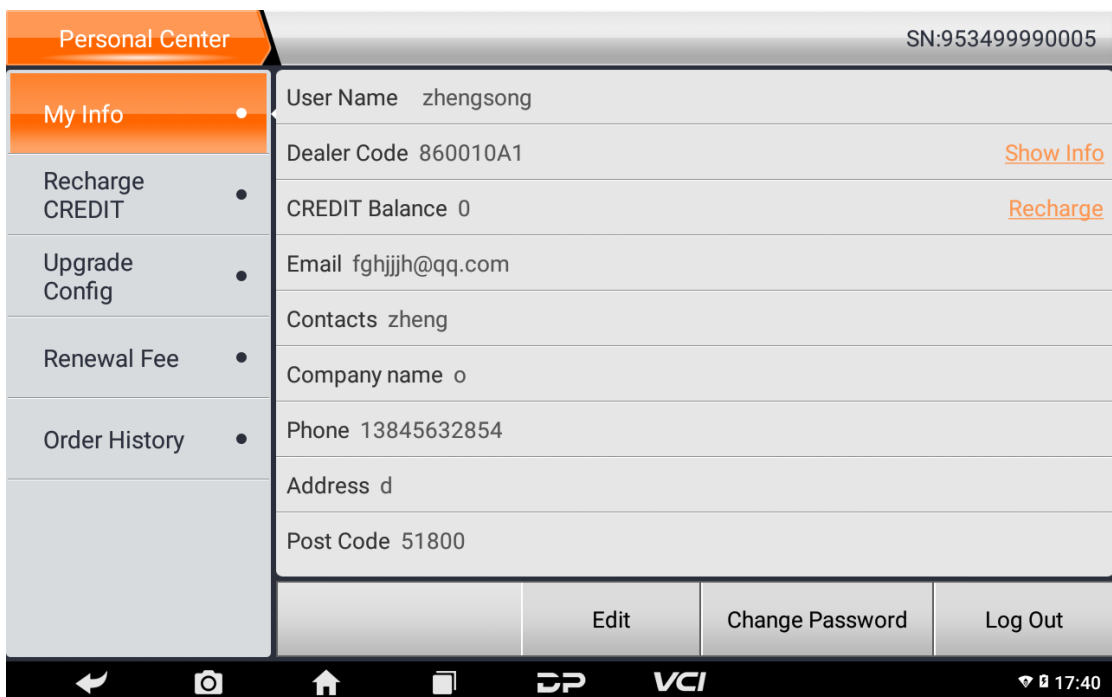 Personal Center
SN:953499990005
My Info
Recharge
CREDIT
Upgrade
Config
Renewal Fee
Order History
User Name zhengsong
Dealer Code 860010A1 Show Info
CREDIT Balance 0 Recharge
Email fghjjjh@qq.com
Contacts zheng
Company name o
Phone 13845632854
Address d
Post Code 51800
Edit
Change Password
Log Out
DP
VCI
17:40